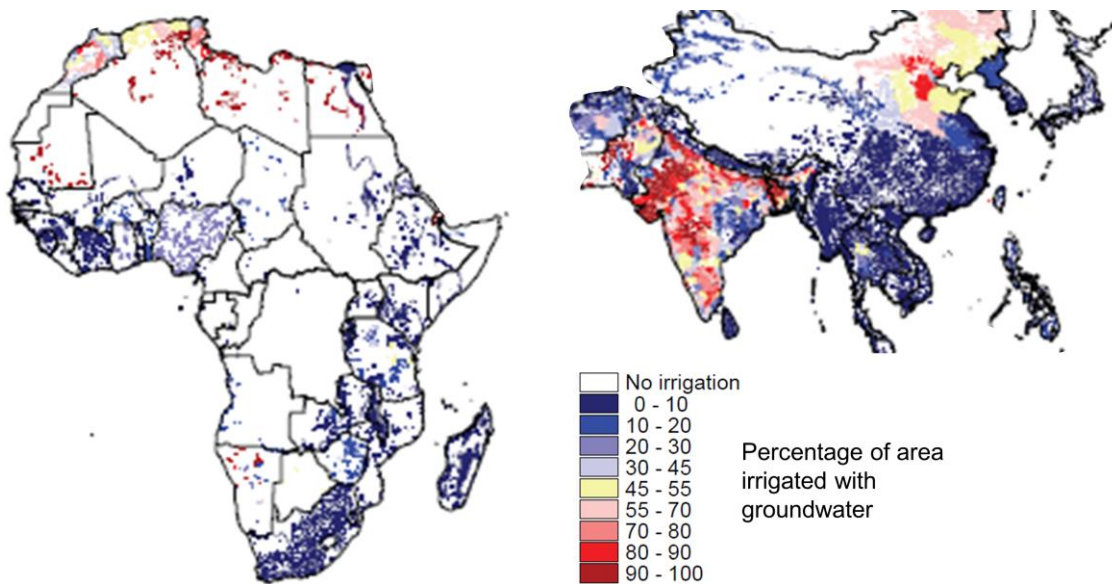 No irrigation
0 - 10
10 - 20
20 - 30
30 - 45
45 - 55
55 - 70
70 - 80
80 - 90
90 - 100
Percentage of area
irrigated with
groundwater